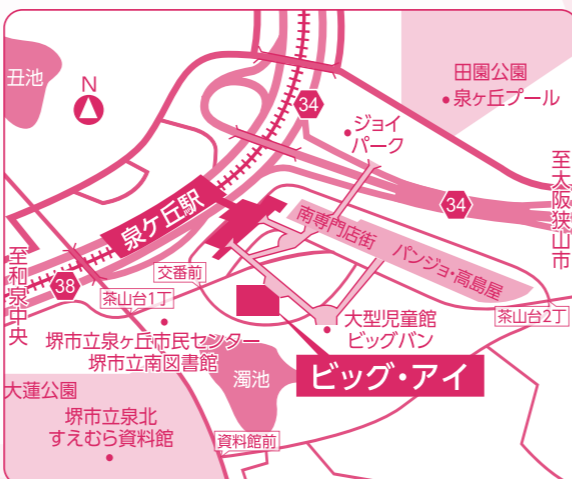 丑池
N
34
田園公園
泉ヶ丘プール
ジョイ
パーク
至大阪狭山市
34
泉ケ丘駅
南専門店街
パンジョ・高島屋
至和泉中央
38
交番前
茶山台1丁
茶山台2丁
大型児童館
ビッグバン
堺市立泉ヶ丘市民センター
堺市立南図書館
ビッグ・アイ
濁池
大蓮公園
堺市立泉北
すえむら資料館
資料館前